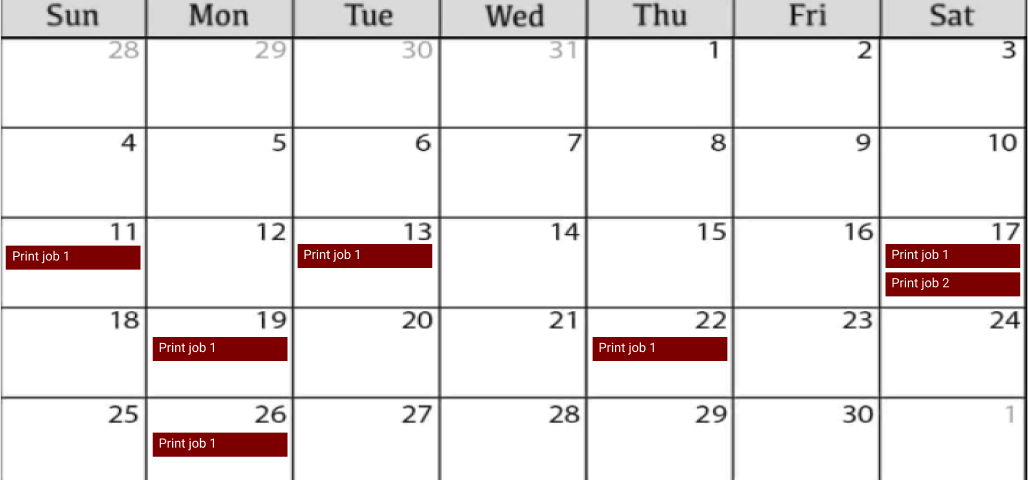 Sun Mon Tue Wed Thu Fri Sat
28 29 30 31 1 2 3
4 5 6 7 8 9 10
11 12 13 14 15 16 17
Print job 1 Print job 1 Print job 1
Print job 2
18 19 20 21 22 23 24
Print job 1 Print job 1
25 26 27 28 29 30 1
Print job 1